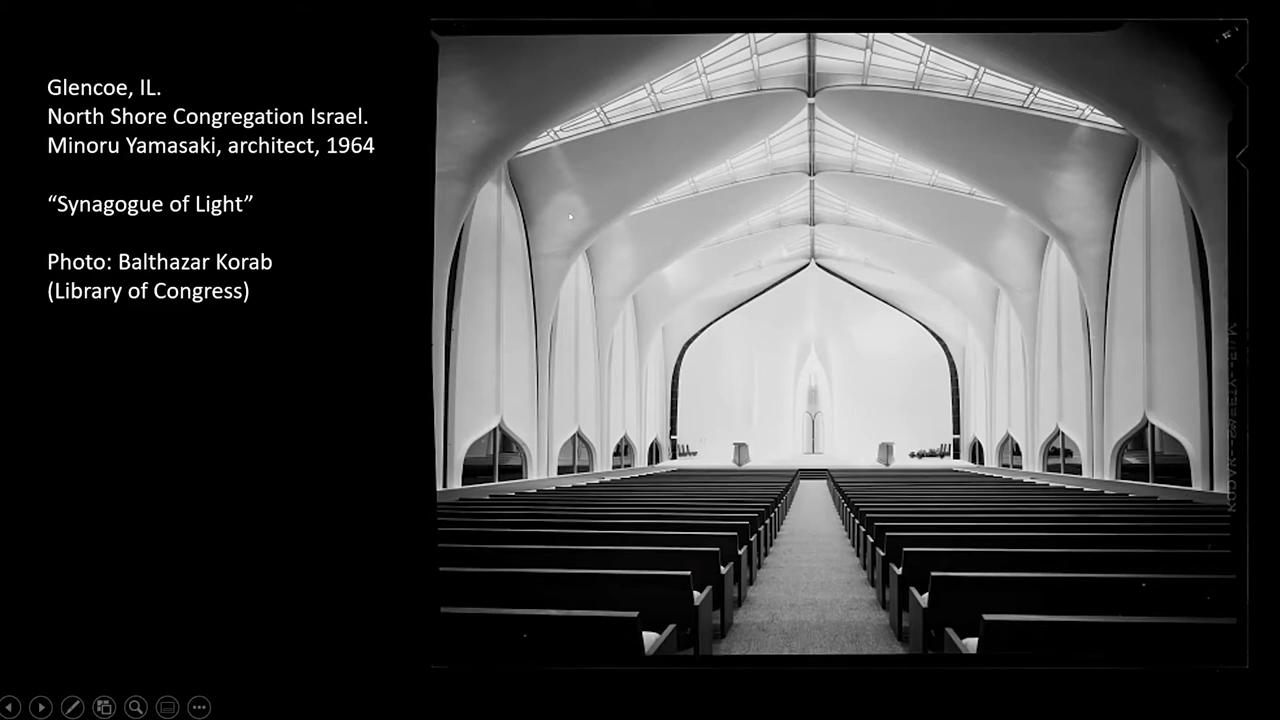 Glencoe, IL.
North Shore Congregation Israel.
Minoru Yamasaki, architect, 1964
“Synagogue of Light”
Photo: Balthazar Korab
(Library of Congress)